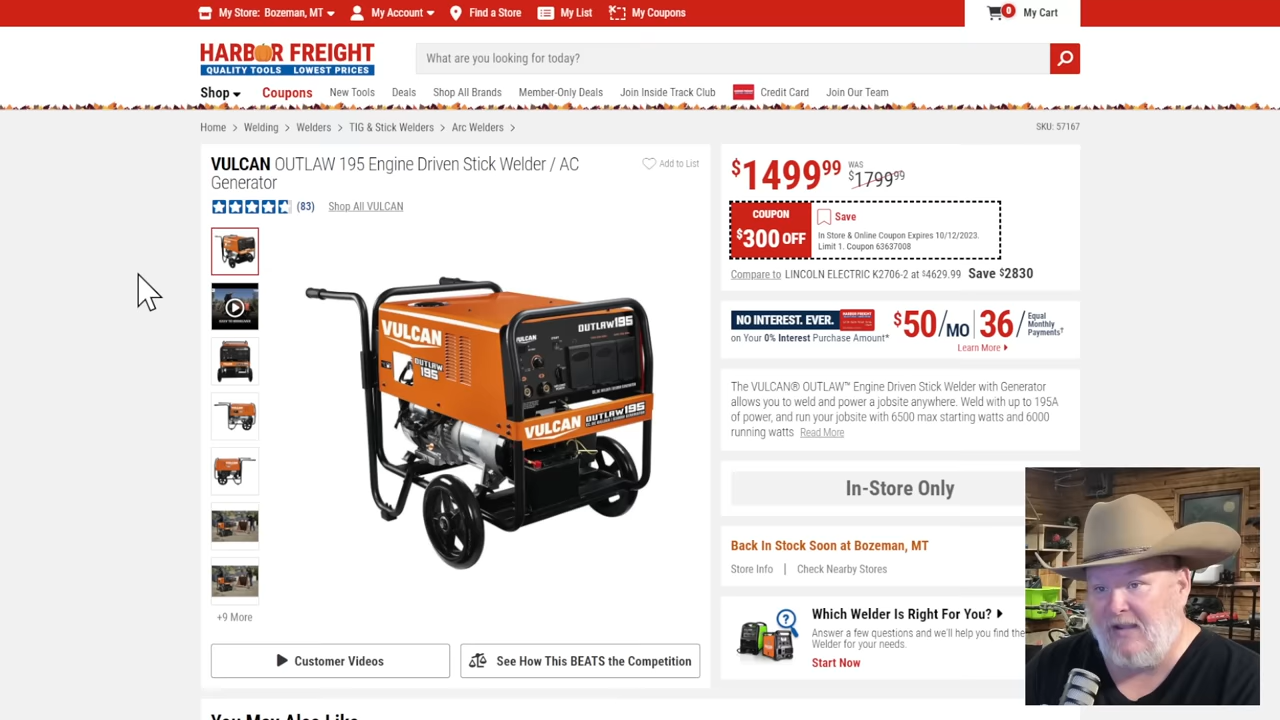 My Store: Bozeman, MT
My Account
Find a Store
My List
My Coupons
0
My Cart
HARBOR FREIGHT
QUALITY TOOLS LOWEST PRICES
What are you looking for today?
Shop
Coupons
New Tools
Deals
Shop All Brands
Member-Only Deals
Join Inside Track Club
Credit Card
Join Our Team
Home > Welding > Welders > TIG & Stick Welders > Arc Welders >
SKU: 57167
VULCAN OUTLAW 195 Engine Driven Stick Welder / AC
Generator
Add to List
(83)
Shop All VULCAN
VULCAN
OUTLAW
195
VULCAN
OUTLAW195
VULCAN OUTLAW195
+9 More
Customer Videos
See How This BEATS the Competition
You May Also Like
$1499 99
WAS
$1799 99
COUPON
$300 OFF
Save
In Store & Online Coupon Expires 10/12/2023.
Limit 1. Coupon 63637008
Compare to LINCOLN ELECTRIC K2706-2 at $4629.99 Save $2830
NO INTEREST. EVER.
on Your 0% Interest Purchase Amount*
$50/MO 36/ Equal
Monthly
Payments†
Learn More
The VULCAN® OUTLAW™ Engine Driven Stick Welder with Generator
allows you to weld and power a jobsite anywhere. Weld with up to 195A
of power, and run your jobsite with 6500 max starting watts and 6000
running watts Read More
In-Store Only
Back In Stock Soon at Bozeman, MT
Store Info | Check Nearby Stores
Which Welder Is Right For You?
Answer a few questions and we'll help you find the
Welder for your needs.
Start Now